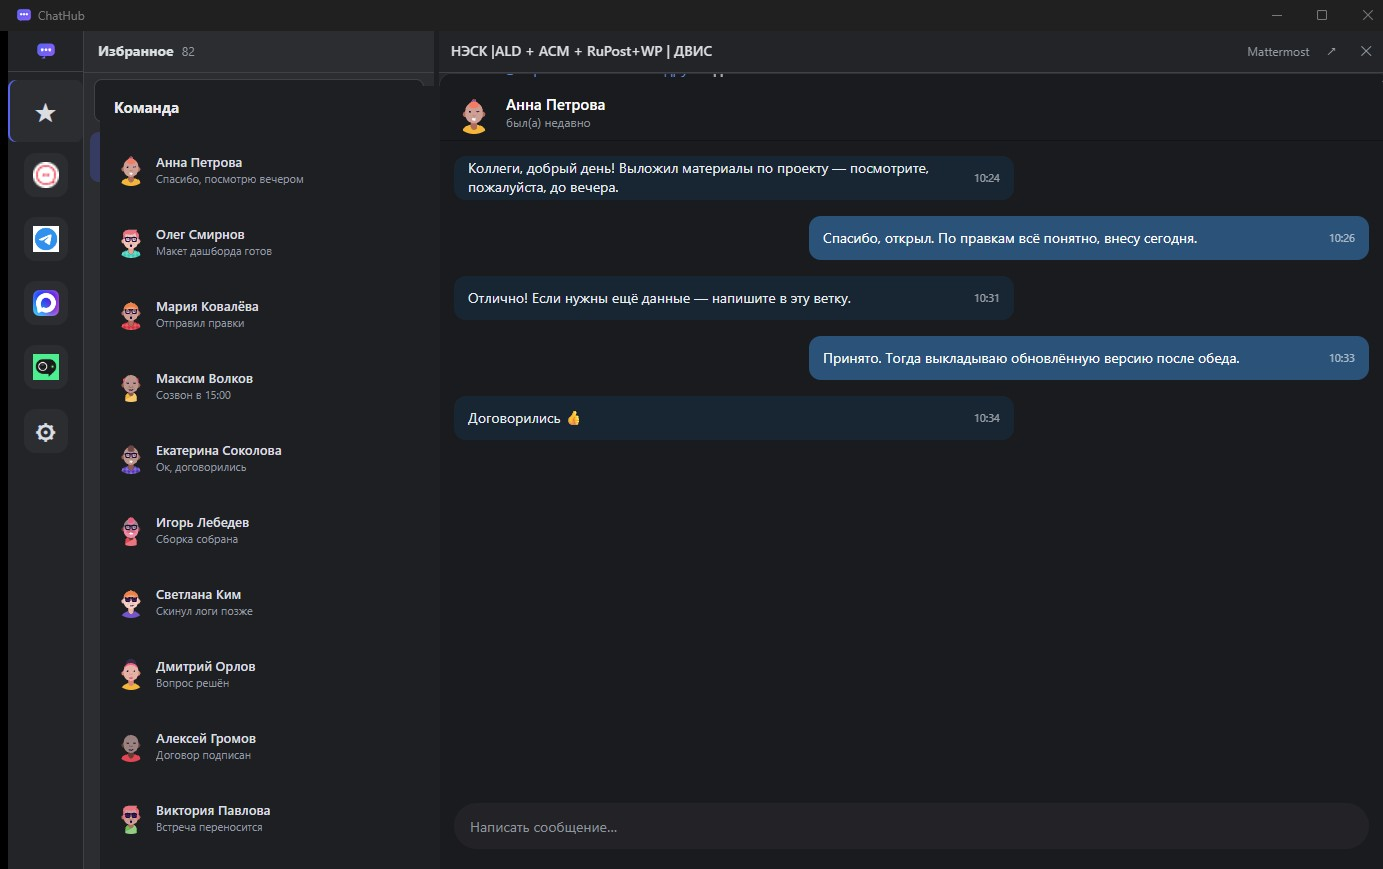 ChatHub
Избранное 82
НЭСК |ALD + ACM + RuPost+WP | ДВИС
Mattermost
Команда
Анна Петрова
Спасибо, посмотрю вечером
Олег Смирнов
Макет дашборда готов
Мария Ковалёва
Отправил правки
Максим Волков
Созвон в 15:00
Екатерина Соколова
Ок, договорились
Игорь Лебедев
Сборка собрана
Светлана Ким
Скинул логи позже
Дмитрий Орлов
Вопрос решён
Алексей Громов
Договор подписан
Виктория Павлова
Встреча переносится
Анна Петрова
был(а) недавно
Коллеги, добрый день! Выложил материалы по проекту — посмотрите,
пожалуйста, до вечера.
10:24
Спасибо, открыл. По правкам всё понятно, внесу сегодня.
10:26
Отлично! Если нужны ещё данные — напишите в эту ветку.
10:31
Принято. Тогда выкладываю обновлённую версию после обеда.
10:33
Договорились 👍
10:34
Написать сообщение...